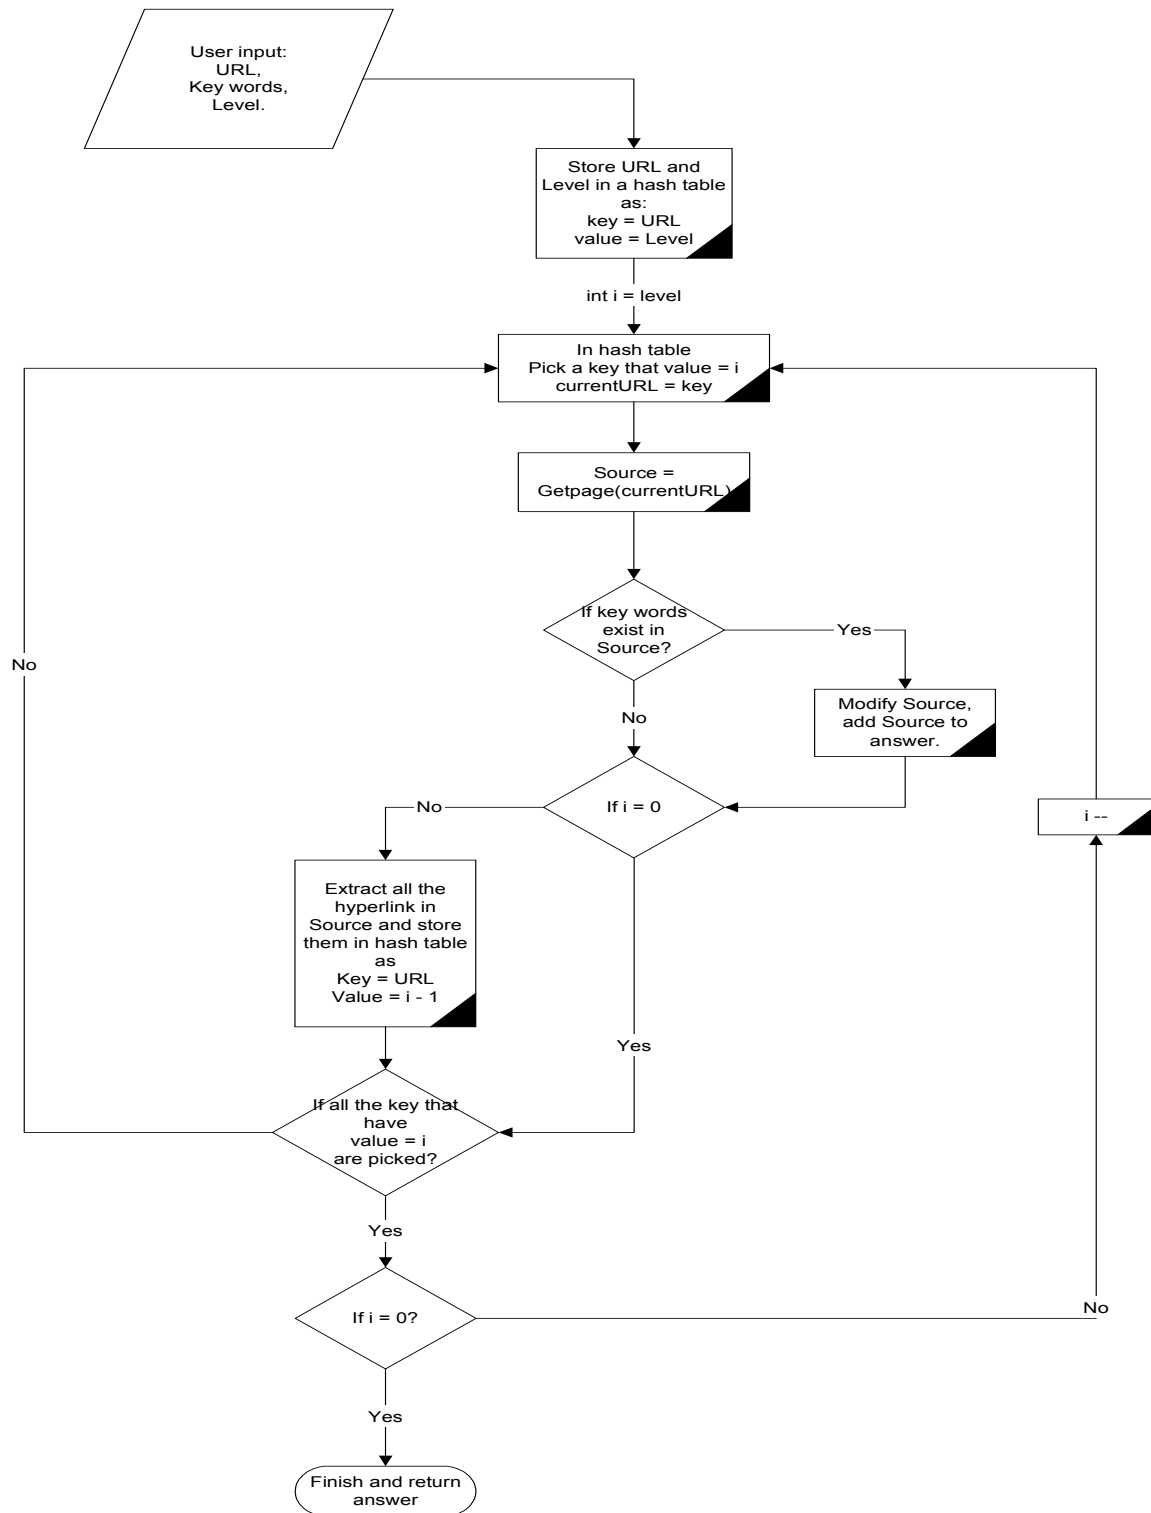 User input:
URL,
Key words,
Level.
Store URL and
Level in a hash table
as:
key = URL
value = Level
int i = level
In hash table
Pick a key that value = i
currentURL = key
Source =
Getpage(currentURL)
If key words
exist in
Source?
Yes
No
No
Modify Source,
add Source to
answer.
If i = 0
No
i --
Extract all the
hyperlink in
Source and store
them in hash table
as
Key = URL
Value = i - 1
Yes
If all the key that
have
value = i
are picked?
Yes
If i = 0?
No
Yes
Finish and return
answer